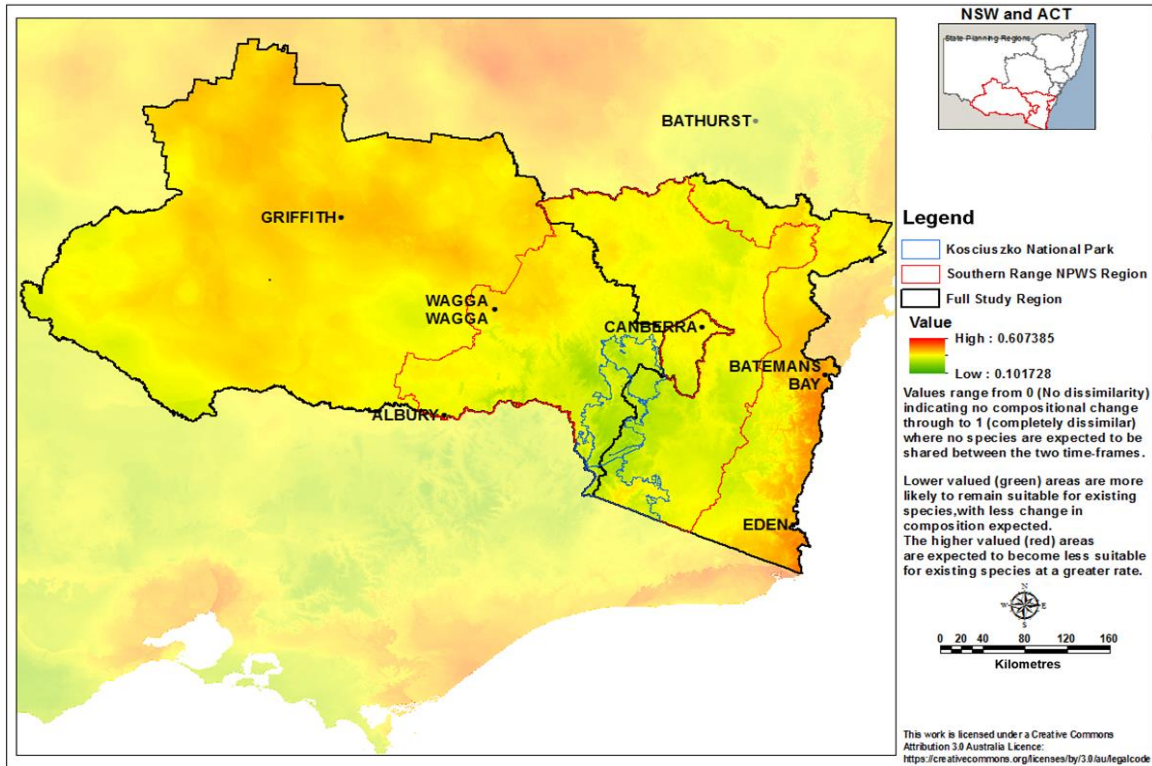 NSW and ACT
State Planning Regions
BATHURST
GRIFFITH
WAGGA
WAGGA
CANBERRA
BATEMANS
BAY
ALBURY
EDEN
Legend
Kosciuszko National Park
Southern Range NPWS Region
Full Study Region
Value
High : 0.607385
Low : 0.101728
Values range from 0 (No dissimilarity)
indicating no compositional change
through to 1 (completely dissimilar)
where no species are expected to be
shared between the two time-frames.
Lower valued (green) areas are more
likely to remain suitable for existing
species,with less change in
composition expected.
The higher valued (red) areas
are expected to become less suitable
for existing species at a greater rate.
N
W E
S
0 20 40 80 120 160
Kilometres
This work is licensed under a Creative Commons
Attribution 3.0 Australia Licence:
https://creativecommons.org/licenses/by/3.0/au/legalcode